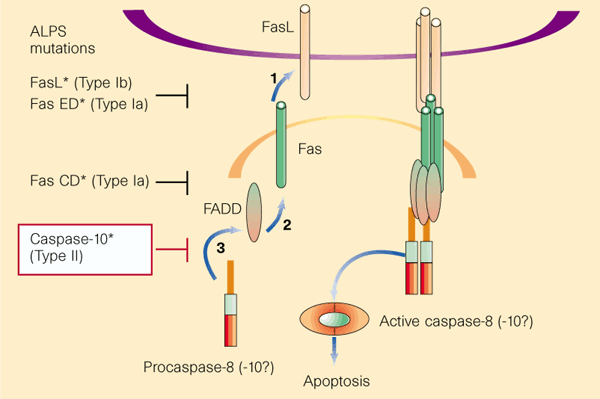 ALPS
mutations
FasL* (Type Ib)
Fas ED* (Type Ia)
Fas CD* (Type Ia)
Caspase-10*
(Type II)
FasL
1
Fas
FADD
2
3
Procaspase-8 (-10?)
Active caspase-8 (-10?)
Apoptosis